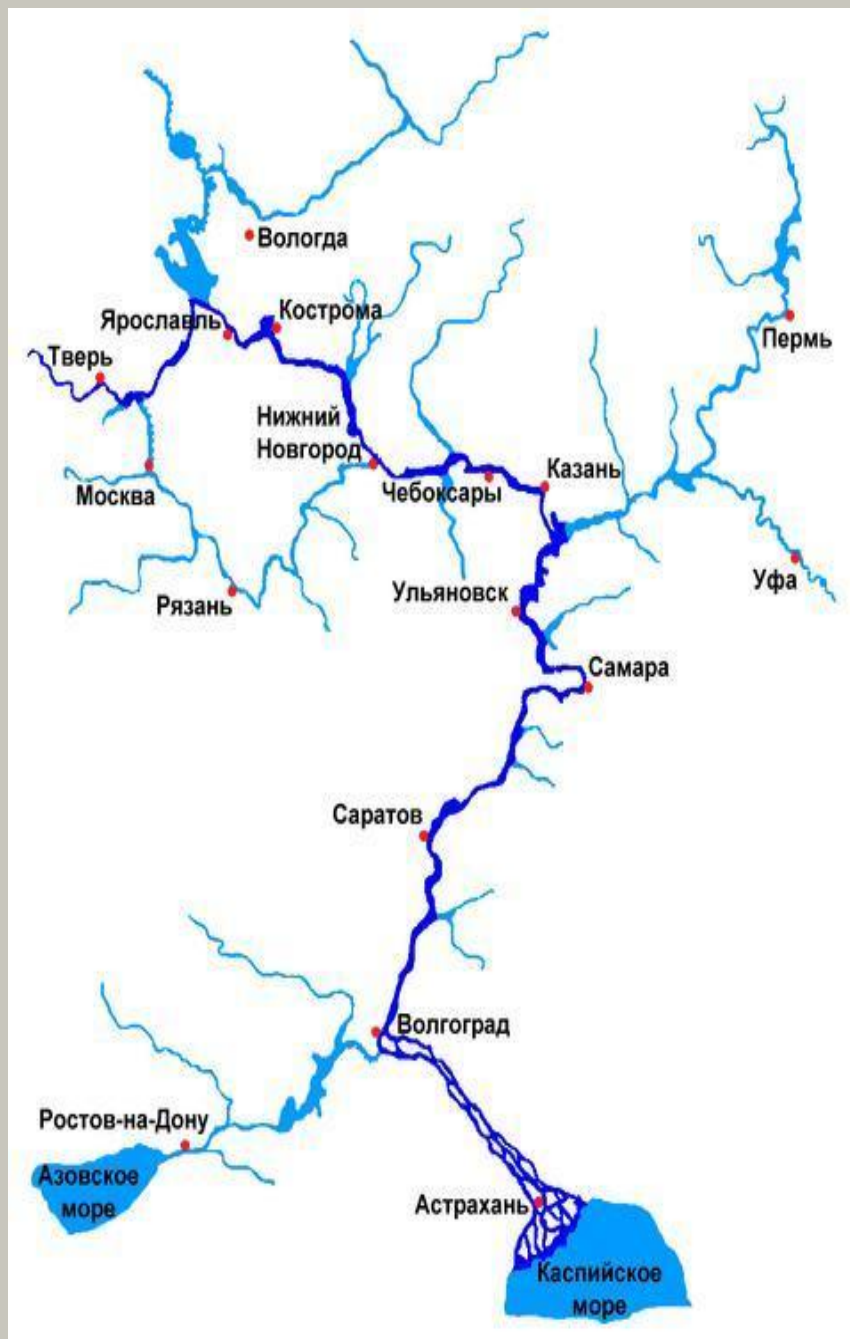 Вологда
Кострома
Ярославль
Пермь
Тверь
Нижний
Новгород
Казань
Чебоксары
Москва
Уфа
Ульяновск
Рязань
Самара
Саратов
Волгоград
Ростов-на-Дону
Азовское
море
Астрахань
Каспийское
море